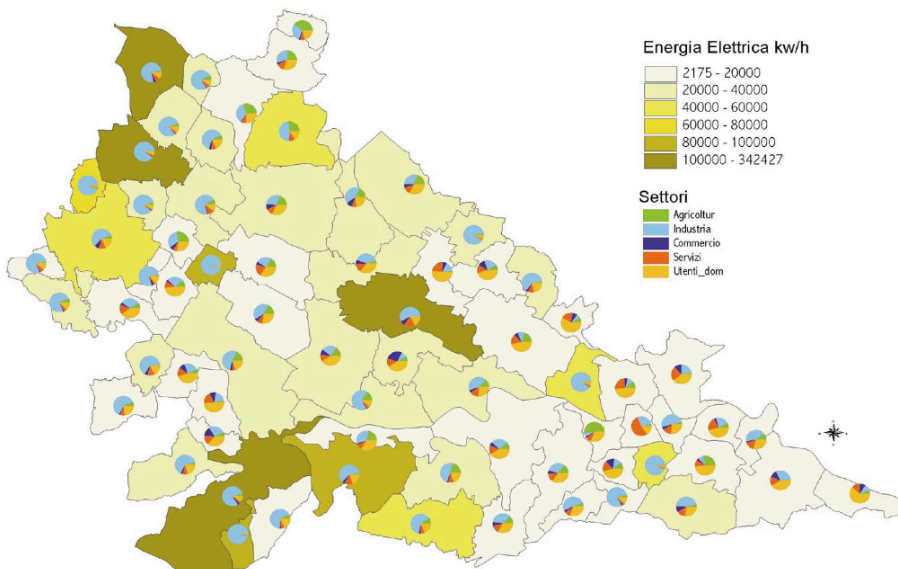 Energia Elettrica kw/h
2175 - 20000
20000 - 40000
40000 - 60000
60000 - 80000
80000 - 100000
100000 - 342427
Settori
Agricoltur
Industria
Commercio
Servizi
Utenti_dom